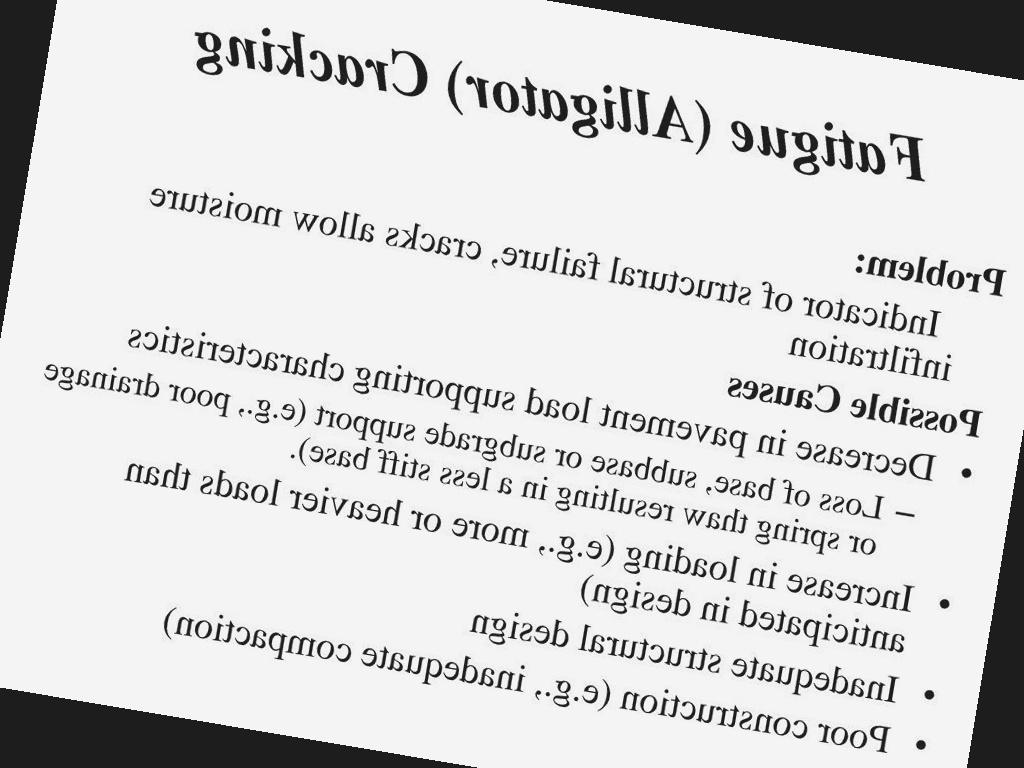 Fatigue (Alligator) Cracking
Problem:
Indicator of structural failure, cracks allow moisture
infiltration
Possible Causes
• Decrease in pavement load supporting characteristics
– Loss of base, subbase or subgrade support (e.g., poor drainage
or spring thaw resulting in a less stiff base).
• Increase in loading (e.g., more or heavier loads than
anticipated in design)
• Inadequate structural design
• Poor construction (e.g., inadequate compaction)